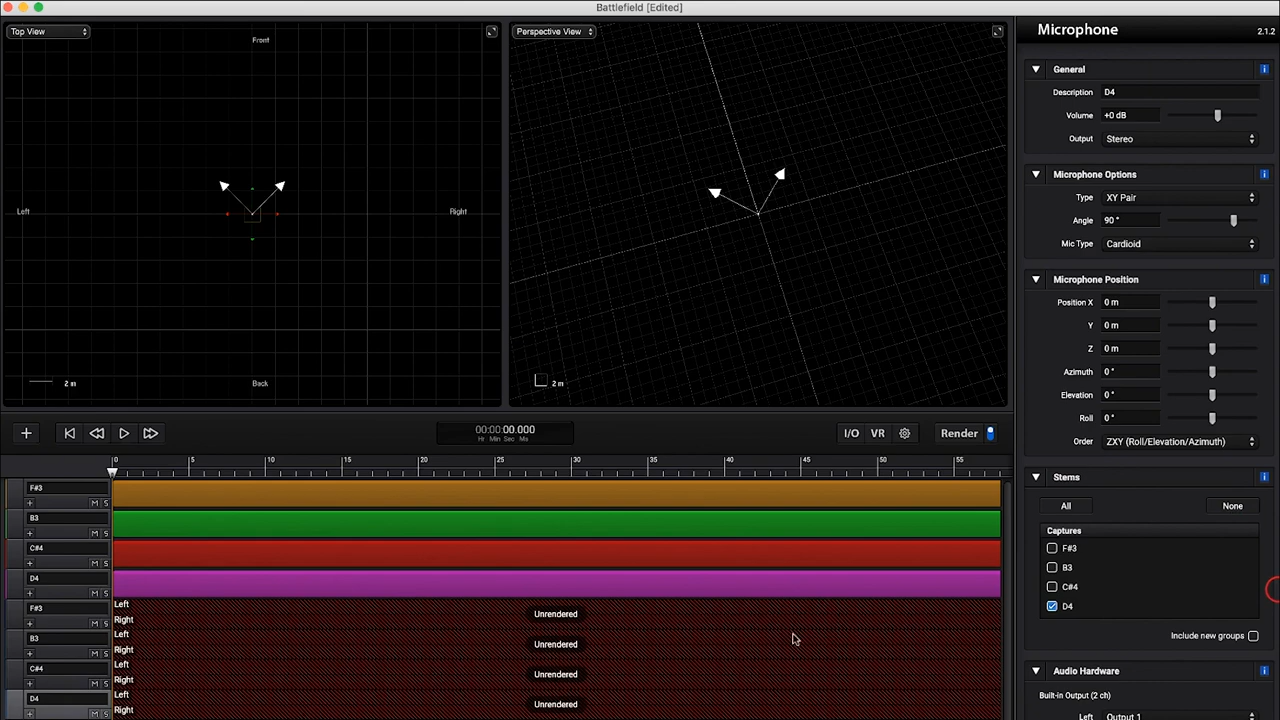 Battlefield [Edited]
Top View
Front
Left
Right
Back
2 m
Perspective View
2 m
Microphone
2.1.2
General
Description D4
Volume +0 dB
Output Stereo
Microphone Options
Type XY Pair
Angle 90 °
Mic Type Cardioid
Microphone Position
Position X 0 m
Y 0 m
Z 0 m
Azimuth 0 °
Elevation 0 °
Roll 0 °
Order ZXY (Roll/Elevation/Azimuth)
Stems
All None
Captures
F#3
B3
C#4
D4
Include new groups
Audio Hardware
Built-in Output (2 ch)
Left Output 1
+ 00:00:00.000 I/O VR Render
Hr Min Sec Ms
0 5 10 15 20 25 30 35 40 45 50 55
F#3
+ M S
B3
+ M S
C#4
+ M S
D4
+ M S
F#3 Left Unrendered
+ M S Right
B3 Left Unrendered
+ M S Right
C#4 Left Unrendered
+ M S Right
D4 Left Unrendered
+ M S Right